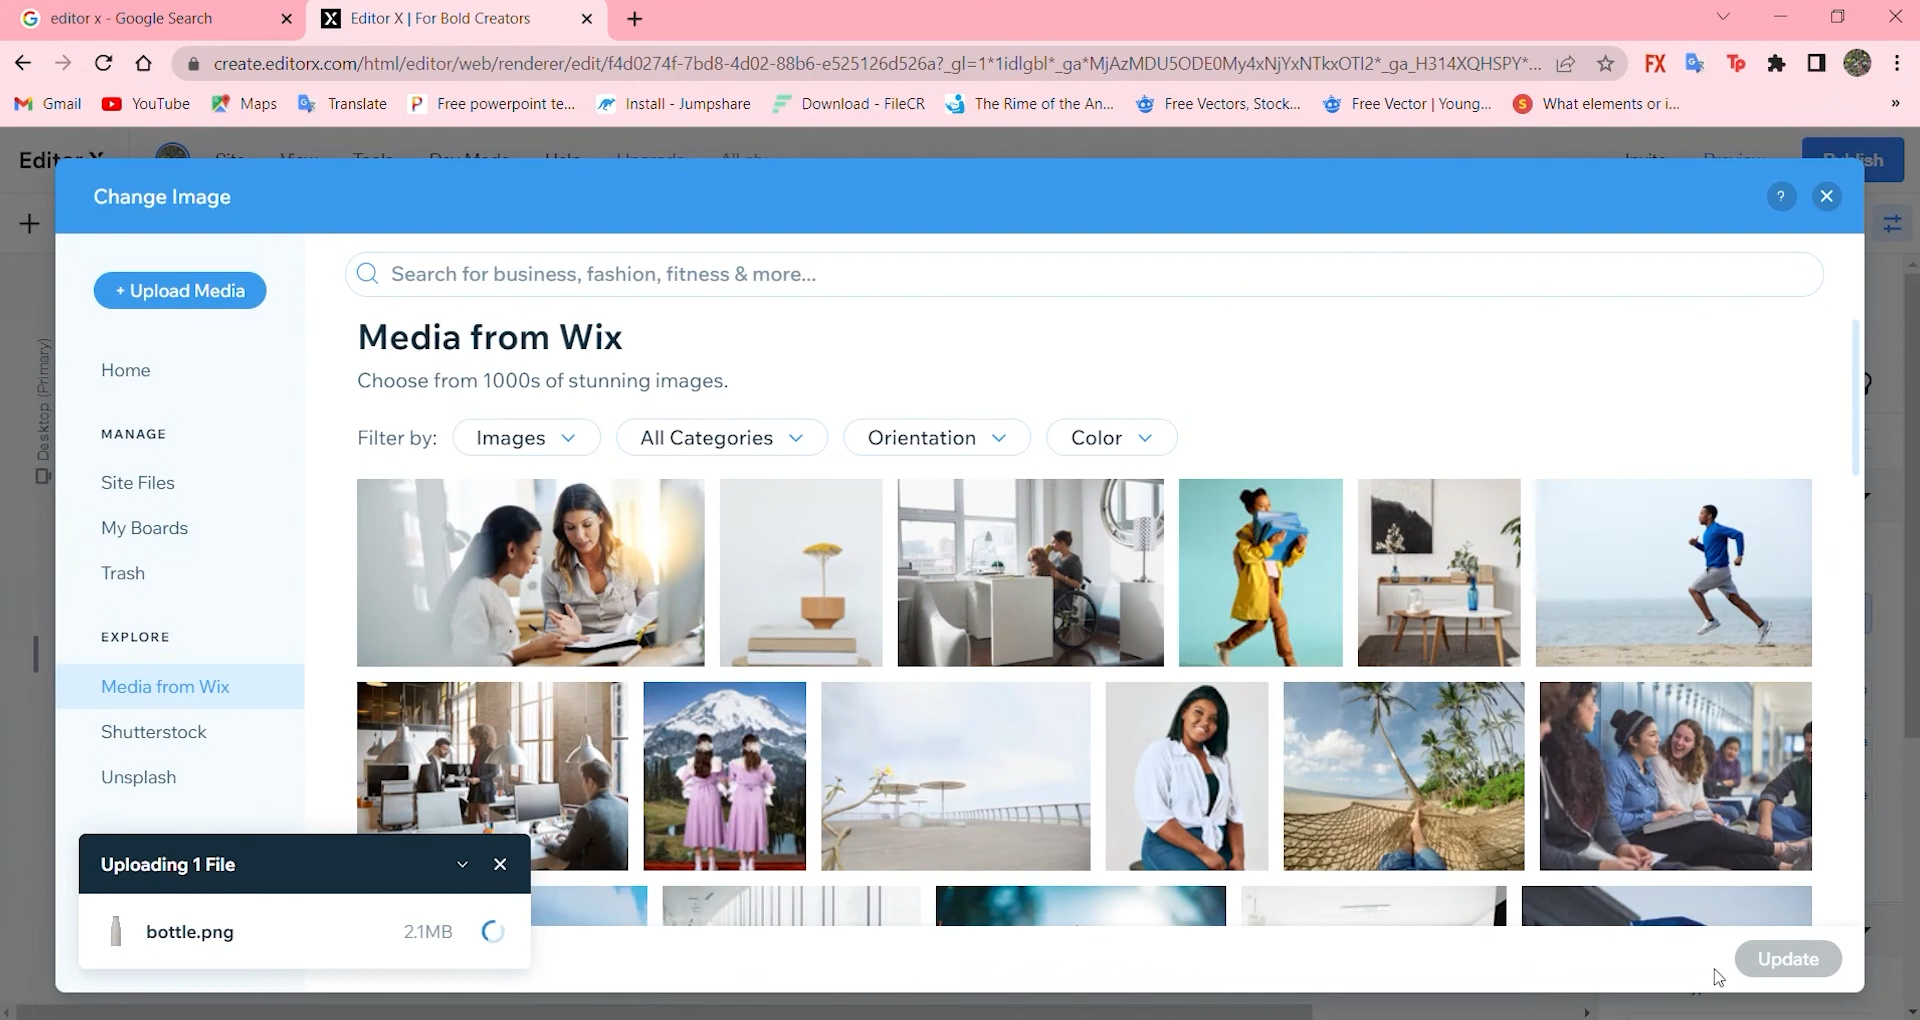 editor x - Google Search
Editor X | For Bold Creators
create.editorx.com/html/editor/web/renderer/edit/f4d0274f-7bd8-4d02-88b6-e525126d526a?_gl=1*1idlgbl*_ga*MjAzMDU5ODE0My4xNjYxNTkxOTI2*_ga_H314XQHSPY*...
Gmail
YouTube
Maps
Translate
Free powerpoint te...
Install - Jumpshare
Download - FileCR
The Rime of the An...
Free Vectors, Stock...
Free Vector | Young...
What elements or i...
Desktop (Primary)
Change Image
?
+ Upload Media
Home
MANAGE
Site Files
My Boards
Trash
EXPLORE
Media from Wix
Shutterstock
Unsplash
Search for business, fashion, fitness & more...
Media from Wix
Choose from 1000s of stunning images.
Filter by:
Images
All Categories
Orientation
Color
Uploading 1 File
bottle.png
2.1MB
Update